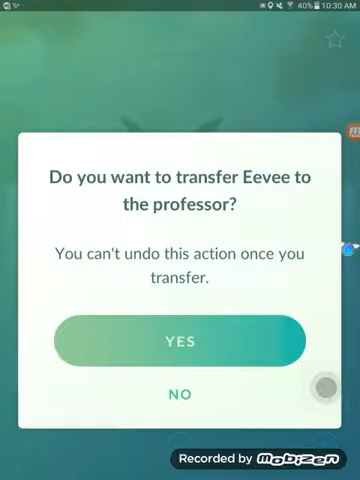 40% 10:30 AM
Do you want to transfer Eevee to
the professor?
You can't undo this action once you
transfer.
YES
NO
Recorded by Mobizen